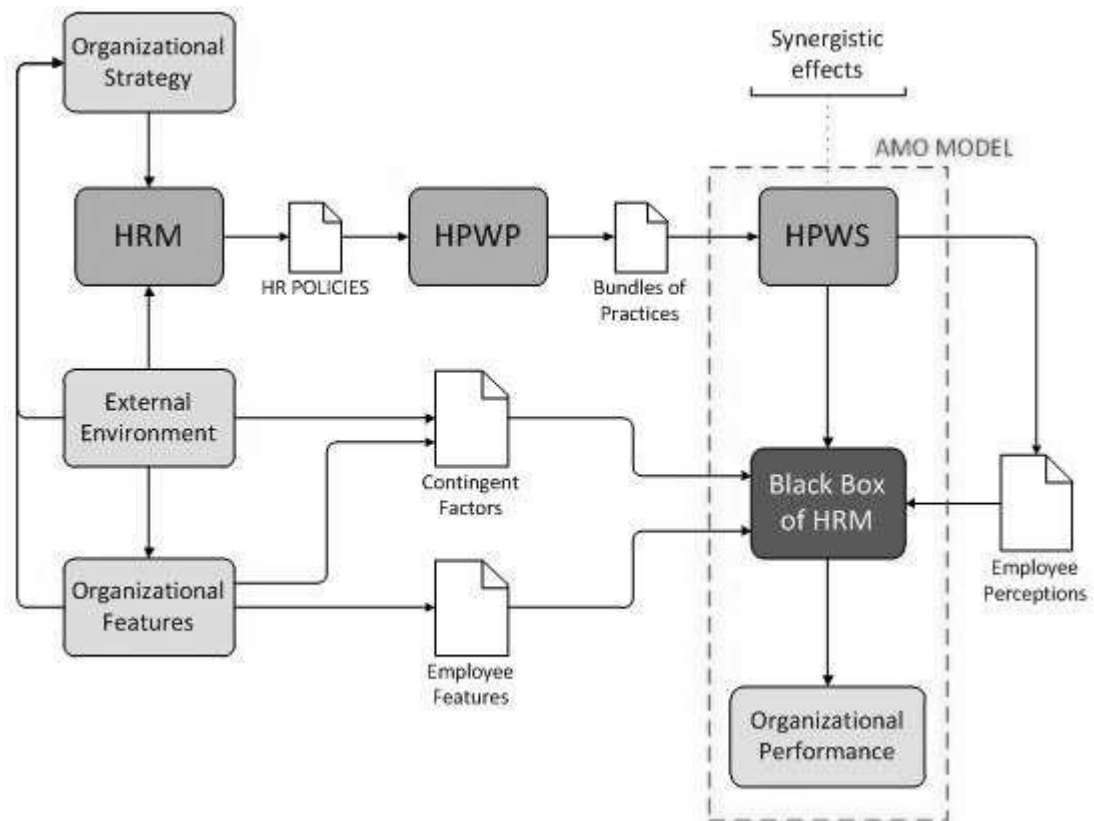 Organizational
Strategy
Synergistic
effects
AMO MODEL
HRM
HR POLICIES
HPWP
Bundles of
Practices
HPWS
External
Environment
Contingent
Factors
Black Box
of HRM
Employee
Perceptions
Organizational
Features
Employee
Features
Organizational
Performance